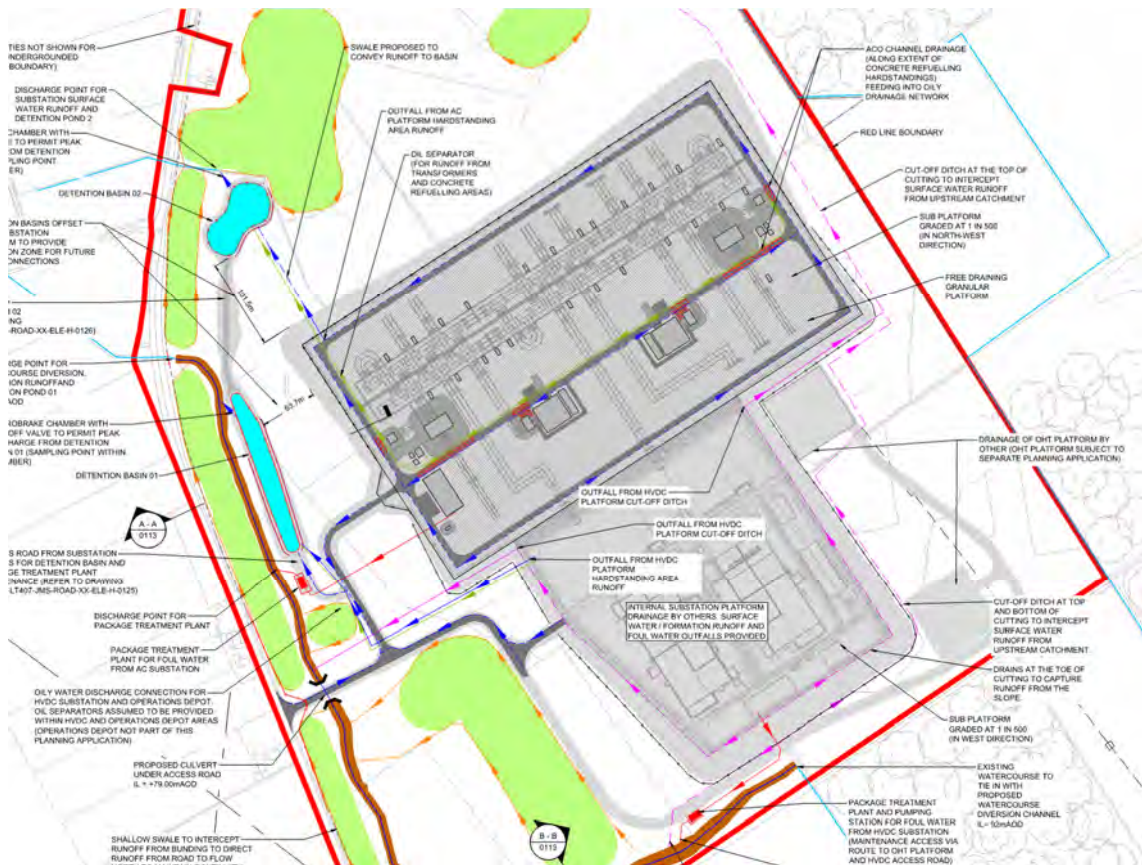 TIES NOT SHOWN FOR
NDERGROUNDED
BOUNDARY)
DISCHARGE POINT FOR
SUBSTATION SURFACE
WATER RUNOFF AND
DETENTION POND 2
CHAMBER WITH
E TO PERMIT PEAK
OM DETENTION
PLING POINT
ER)
DETENTION BASIN 02
ON BASINS OFFSET
JBSTATION
M TO PROVIDE
ON ZONE FOR FUTURE
ONNECTIONS
02
NG
-ROAD-XX-ELE-H-0126)
RGE POINT FOR
COURSE DIVERSION,
ION RUNOFFAND
ION POND 01
AOD
ROBRAKE CHAMBER WITH
OFF VALVE TO PERMIT PEAK
HARGE FROM DETENTION
N 01 (SAMPLING POINT WITHIN
MBER)
DETENTION BASIN 01
A - A
0113
S ROAD FROM SUBSTATION
S FOR DETENTION BASIN AND
GE TREATMENT PLANT
ENANCE (REFER TO DRAWING
LT407-JMS-ROAD-XX-ELE-H-0125)
DISCHARGE POINT FOR
PACKAGE TREATMENT PLANT
PACKAGE TREATMENT
PLANT FOR FOUL WATER
FROM AC SUBSTATION
OILY WATER DISCHARGE CONNECTION FOR
HVDC SUBSTATION AND OPERATIONS DEPOT.
OIL SEPARATORS ASSUMED TO BE PROVIDED
WITHIN HVDC AND OPERATIONS DEPOT AREAS
(OPERATIONS DEPOT NOT PART OF THIS
PLANNING APPLICATION)
PROPOSED CULVERT
UNDER ACCESS ROAD
IL = +79.00mAOD
SHALLOW SWALE TO INTERCEPT
RUNOFF FROM BUNDING TO DIRECT
RUNOFF FROM ROAD TO FLOW
SWALE PROPOSED TO
CONVEY RUNOFF TO BASIN
OUTFALL FROM AC
PLATFORM HARDSTANDING
AREA RUNOFF
OIL SEPARATOR
(FOR RUNOFF FROM
TRANSFORMERS
AND CONCRETE
REFUELLING AREAS)
101.5m
63.7m
OUTFALL FROM HVDC
PLATFORM CUT-OFF DITCH
OUTFALL FROM HVDC
PLATFORM CUT-OFF DITCH
OUTFALL FROM HVDC
PLATFORM
HARDSTANDING AREA
RUNOFF
INTERNAL SUBSTATION PLATFORM
DRAINAGE BY OTHERS. SURFACE
WATER / FORMATION RUNOFF AND
FOUL WATER OUTFALLS PROVIDED
B - B
0113
ACO CHANNEL DRAINAGE
(ALONG EXTENT OF
CONCRETE REFUELLING
HARDSTANDINGS)
FEEDING INTO OILY
DRAINAGE NETWORK
RED LINE BOUNDARY
CUT-OFF DITCH AT THE TOP OF
CUTTING TO INTERCEPT
SURFACE WATER RUNOFF
FROM UPSTREAM CATCHMENT
SUB PLATFORM
GRADED AT 1 IN 500
(IN NORTH-WEST
DIRECTION)
FREE DRAINING
GRANULAR
PLATFORM
DRAINAGE OF OHT PLATFORM BY
OTHER (OHT PLATFORM SUBJECT TO
SEPARATE PLANNING APPLICATION)
CUT-OFF DITCH AT TOP
AND BOTTOM OF
CUTTING TO INTERCEPT
SURFACE WATER
RUNOFF FROM
UPSTREAM CATCHMENT
DRAINS AT THE TOE OF
CUTTING TO CAPTURE
RUNOFF FROM THE
SLOPE.
SUB PLATFORM
GRADED AT 1 IN 500
(IN WEST DIRECTION)
EXISTING
WATERCOURSE TO
TIE IN WITH
PROPOSED
WATERCOURSE
DIVERSION CHANNEL
IL= 92mAOD
PACKAGE TREATMENT
PLANT AND PUMPING
STATION FOR FOUL WATER
FROM HVDC SUBSTATION
(MAINTENANCE ACCESS VIA
ROUTE TO OHT PLATFORM
AND HVDC ACCESS ROAD)